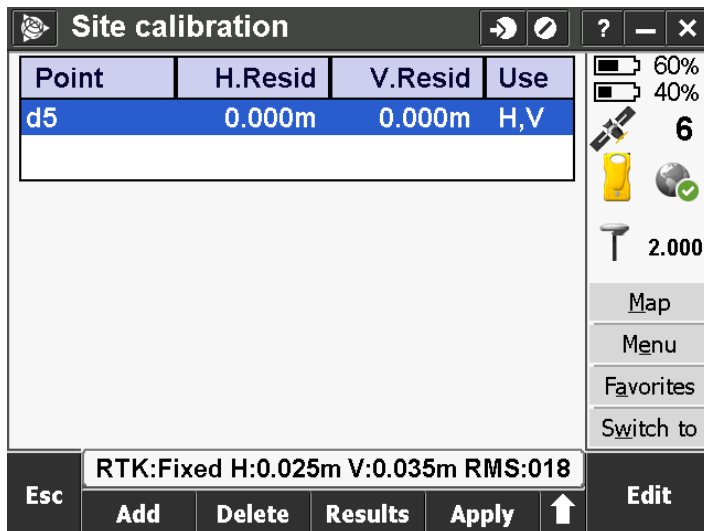 Site calibration ? – ×
Point H.Resid V.Resid Use
d5 0.000m 0.000m H,V
60%
40%
6
2.000
Map
Menu
Favorites
Switch to
RTK:Fixed H:0.025m V:0.035m RMS:018
Esc Add Delete Results Apply Edit